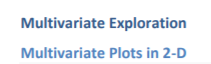 Multivariate Exploration
Multivariate Plots in 2-D